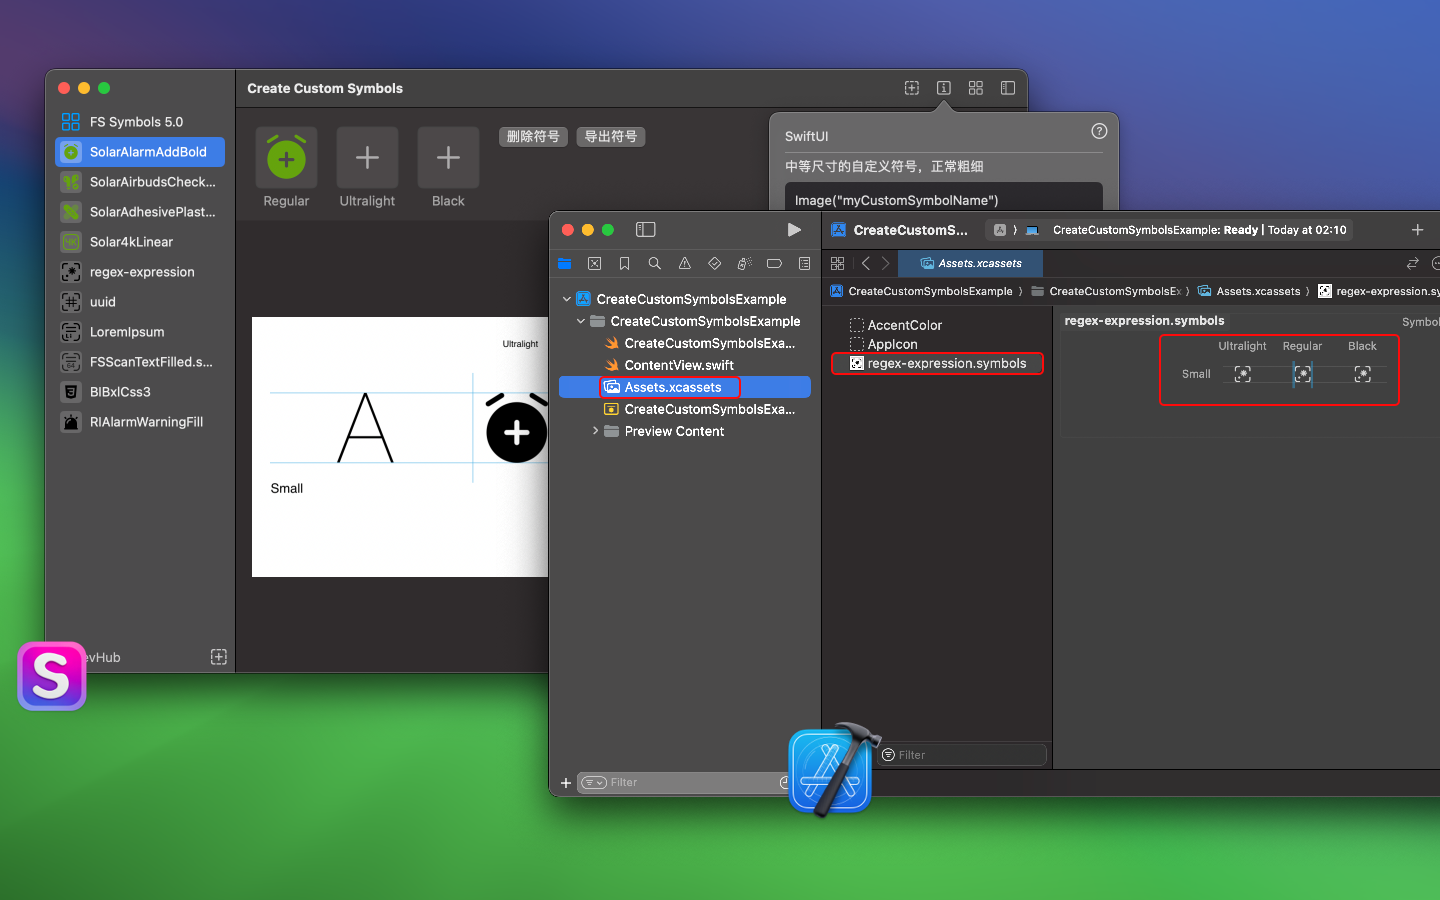 Create Custom Symbols
FS Symbols 5.0
SolarAlarmAddBold
SolarAirbudsCheck...
SolarAdhesivePlast...
Solar4kLinear
regex-expression
uuid
LoremIpsum
FSScanTextFilled.s...
BIBxlCss3
RIAlarmWarningFill
evHub
Regular
Ultralight
Black
删除符号
导出符号
Ultralight
A
Small
SwiftUI
中等尺寸的自定义符号，正常粗细
Image("myCustomSymbolName")
CreateCustomSymbolsExample
CreateCustomSymbolsExample
CreateCustomSymbolsExa...
ContentView.swift
Assets.xcassets
CreateCustomSymbolsExa...
Preview Content
Filter
CreateCustomS...
CreateCustomSymbolsExample: Ready | Today at 02:10
Assets.xcassets
CreateCustomSymbolsExample
CreateCustomSymbolsEx
Assets.xcassets
regex-expression.sy
AccentColor
AppIcon
regex-expression.symbols
Filter
regex-expression.symbols
Symbol
Ultralight
Regular
Black
Small
S